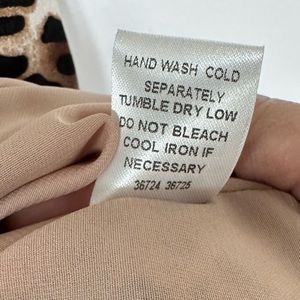 HAND WASH COLD
SEPARATELY
TUMBLE DRY LOW
DO NOT BLEACH
COOL IRON IF
NECESSARY
36724 36725